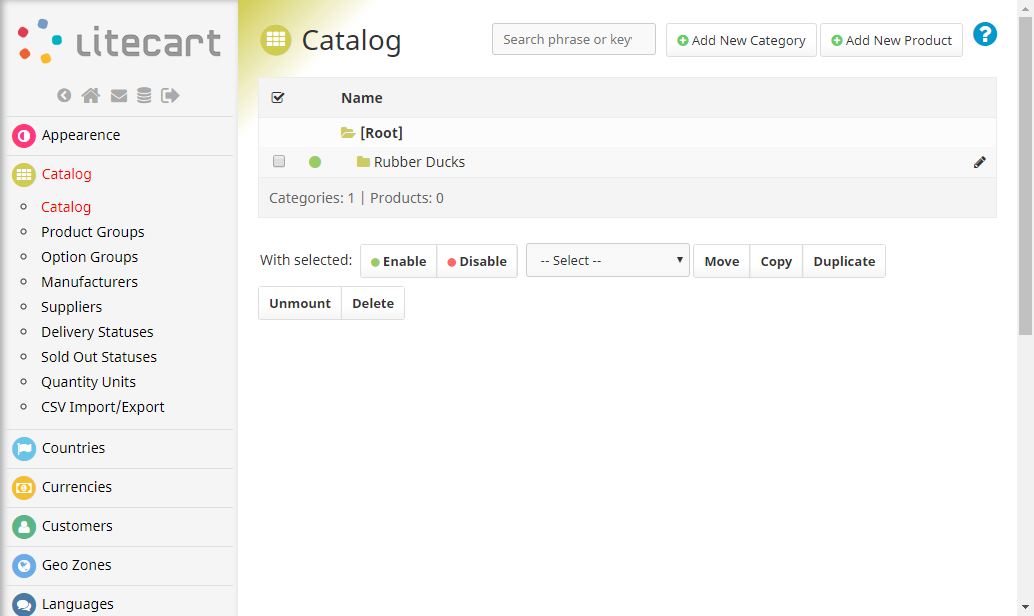 litecart
Appearence
Catalog
Catalog
Product Groups
Option Groups
Manufacturers
Suppliers
Delivery Statuses
Sold Out Statuses
Quantity Units
CSV Import/Export
Countries
Currencies
Customers
Geo Zones
Languages
Catalog
Search phrase or key
Add New Category
Add New Product
?
Name
[Root]
Rubber Ducks
Categories: 1 | Products: 0
With selected: Enable Disable -- Select -- Move Copy Duplicate
Unmount Delete